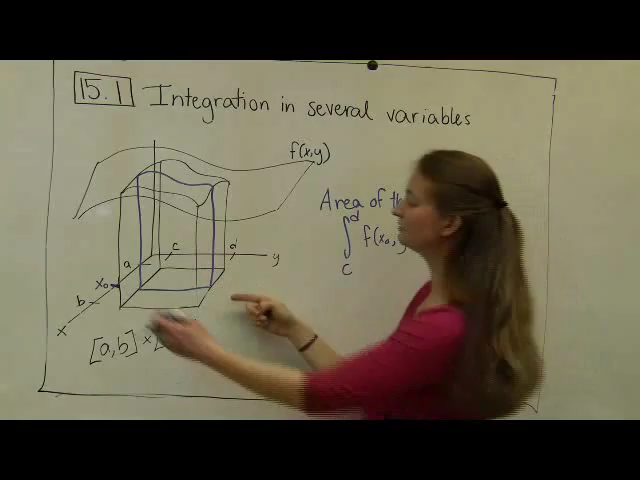 15.1 Integration in several variables
f(x,y)
Area of th
d
∫ f(x₀, y
c
c
d
a
y
x₀
b
x
[a,b] × [